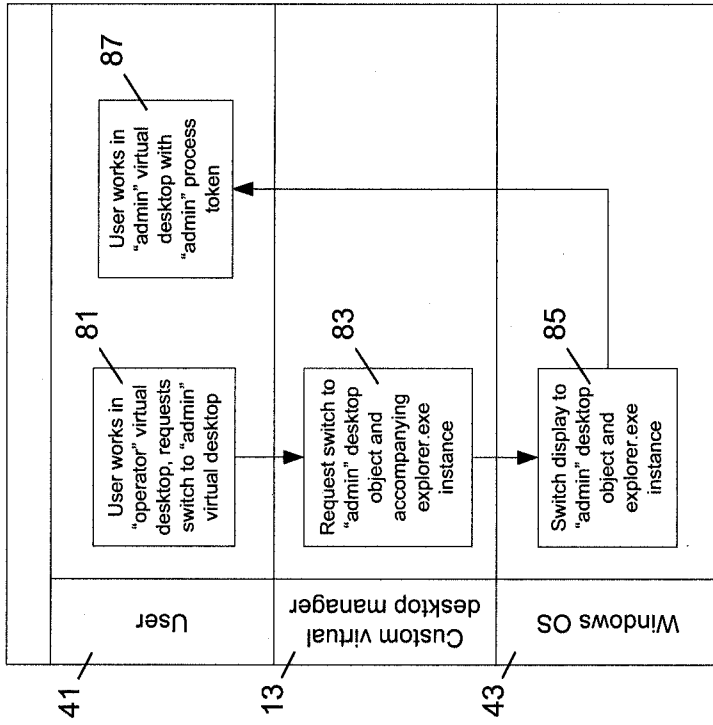 41
User
81
User works in
"operator" virtual
desktop, requests
switch to "admin"
virtual desktop
87
User works in
"admin" virtual
desktop with
"admin" process
token
13
Custom virtual
desktop manager
83
Request switch to
"admin" desktop
object and
accompanying
explorer.exe
instance
43
Windows OS
85
Switch display to
"admin" desktop
object and
explorer.exe
instance